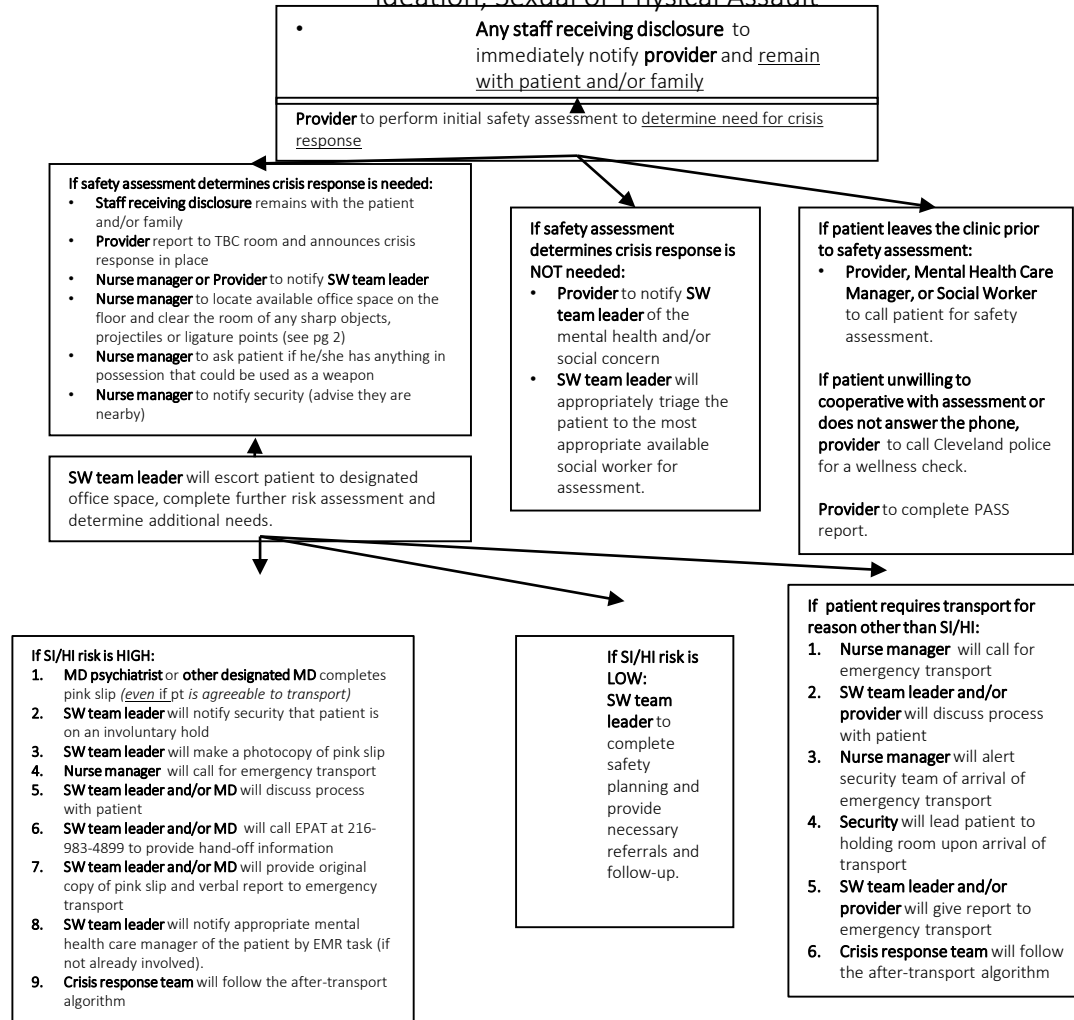 Ideation, Sexual or Physical Assault
• Any staff receiving disclosure to
immediately notify provider and remain
with patient and/or family
Provider to perform initial safety assessment to determine need for crisis
response
If safety assessment determines crisis response is needed:
• Staff receiving disclosure remains with the patient
and/or family
• Provider report to TBC room and announces crisis
response in place
• Nurse manager or Provider to notify SW team leader
• Nurse manager to locate available office space on the
floor and clear the room of any sharp objects,
projectiles or ligature points (see pg 2)
• Nurse manager to ask patient if he/she has anything in
possession that could be used as a weapon
• Nurse manager to notify security (advise they are
nearby)
If safety assessment
determines crisis response is
NOT needed:
• Provider to notify SW
team leader of the
mental health and/or
social concern
• SW team leader will
appropriately triage the
patient to the most
appropriate available
social worker for
assessment.
If patient leaves the clinic prior
to safety assessment:
• Provider, Mental Health Care
Manager, or Social Worker
to call patient for safety
assessment.
If patient unwilling to
cooperative with assessment or
does not answer the phone,
provider to call Cleveland police
for a wellness check.
Provider to complete PASS
report.
SW team leader will escort patient to designated
office space, complete further risk assessment and
determine additional needs.
If SI/HI risk is HIGH:
1. MD psychiatrist or other designated MD completes
pink slip (even if pt is agreeable to transport)
2. SW team leader will notify security that patient is
on an involuntary hold
3. SW team leader will make a photocopy of pink slip
4. Nurse manager will call for emergency transport
5. SW team leader and/or MD will discuss process
with patient
6. SW team leader and/or MD will call EPAT at 216-
983-4899 to provide hand-off information
7. SW team leader and/or MD will provide original
copy of pink slip and verbal report to emergency
transport
8. SW team leader will notify appropriate mental
health care manager of the patient by EMR task (if
not already involved).
9. Crisis response team will follow the after-transport
algorithm
If SI/HI risk is
LOW:
SW team
leader to
complete
safety
planning and
provide
necessary
referrals and
follow-up.
If patient requires transport for
reason other than SI/HI:
1. Nurse manager will call for
emergency transport
2. SW team leader and/or
provider will discuss process
with patient
3. Nurse manager will alert
security team of arrival of
emergency transport
4. Security will lead patient to
holding room upon arrival of
transport
5. SW team leader and/or
provider will give report to
emergency transport
6. Crisis response team will follow
the after-transport algorithm